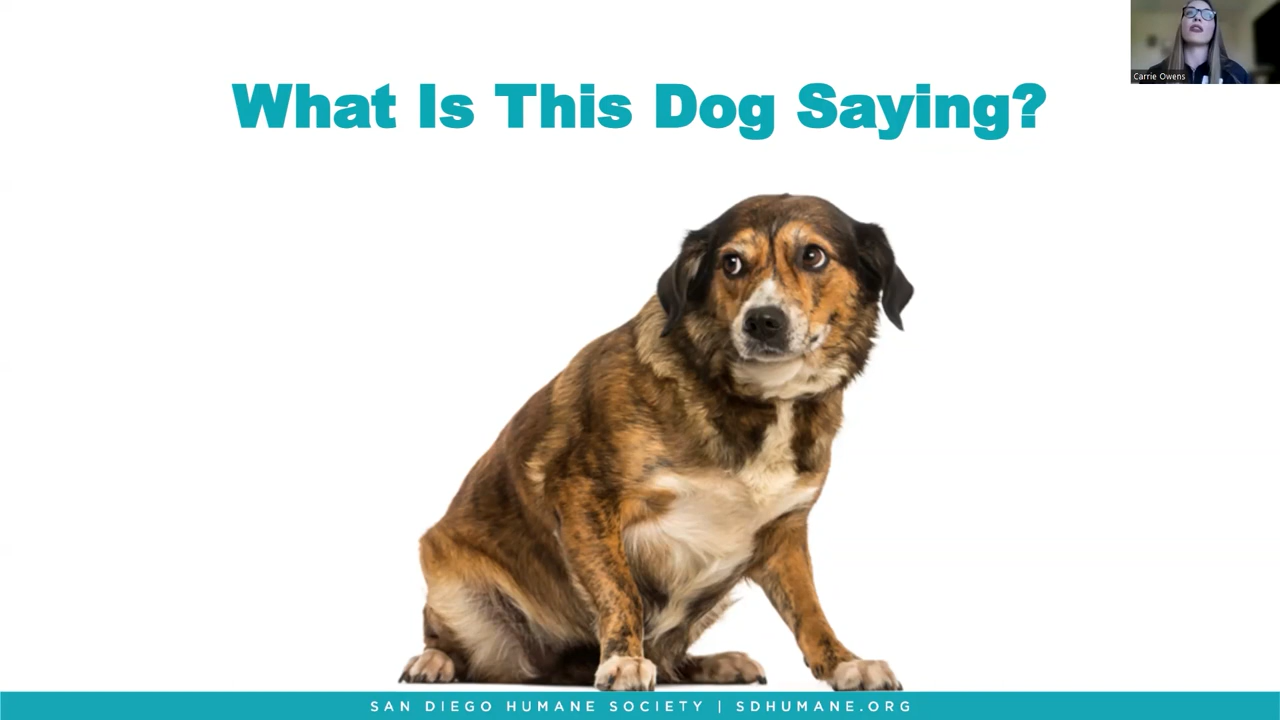 What Is This Dog Saying?
Carrie Owens
SAN DIEGO HUMANE SOCIETY | SDHUMANE.ORG